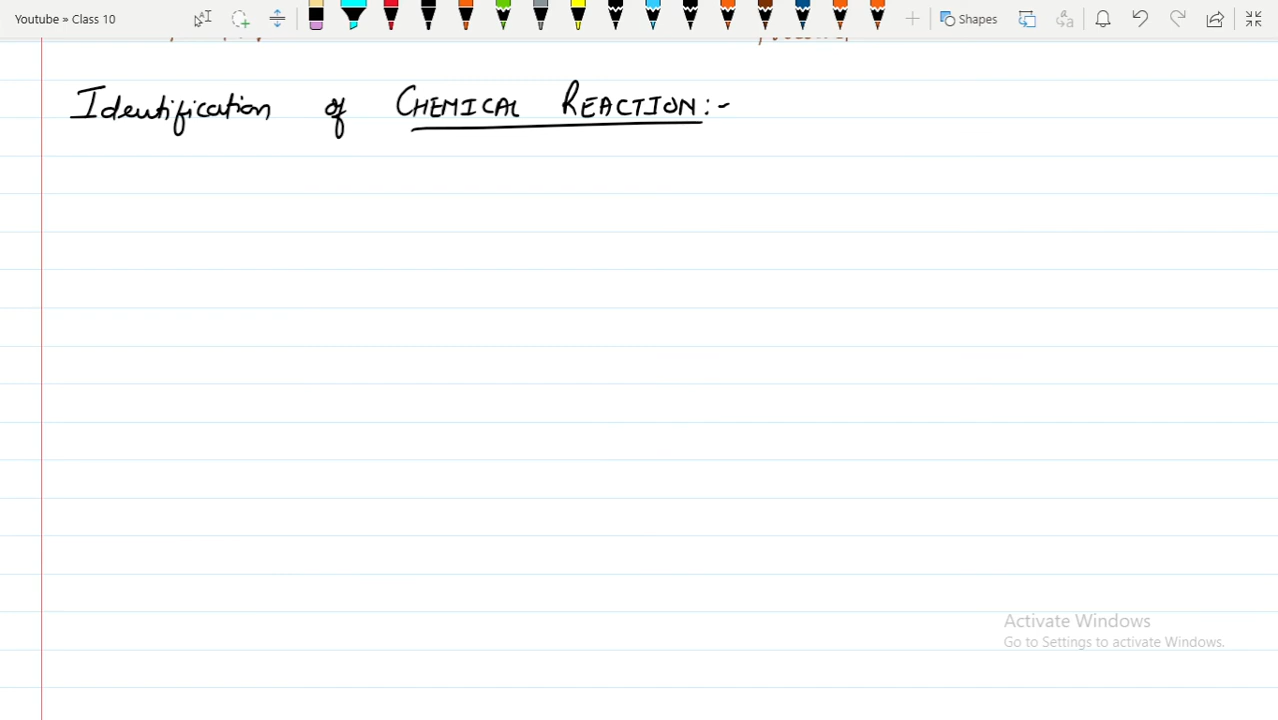 Youtube » Class 10
Shapes
Identification of CHEMICAL REACTION:-
Activate Windows
Go to Settings to activate Windows.